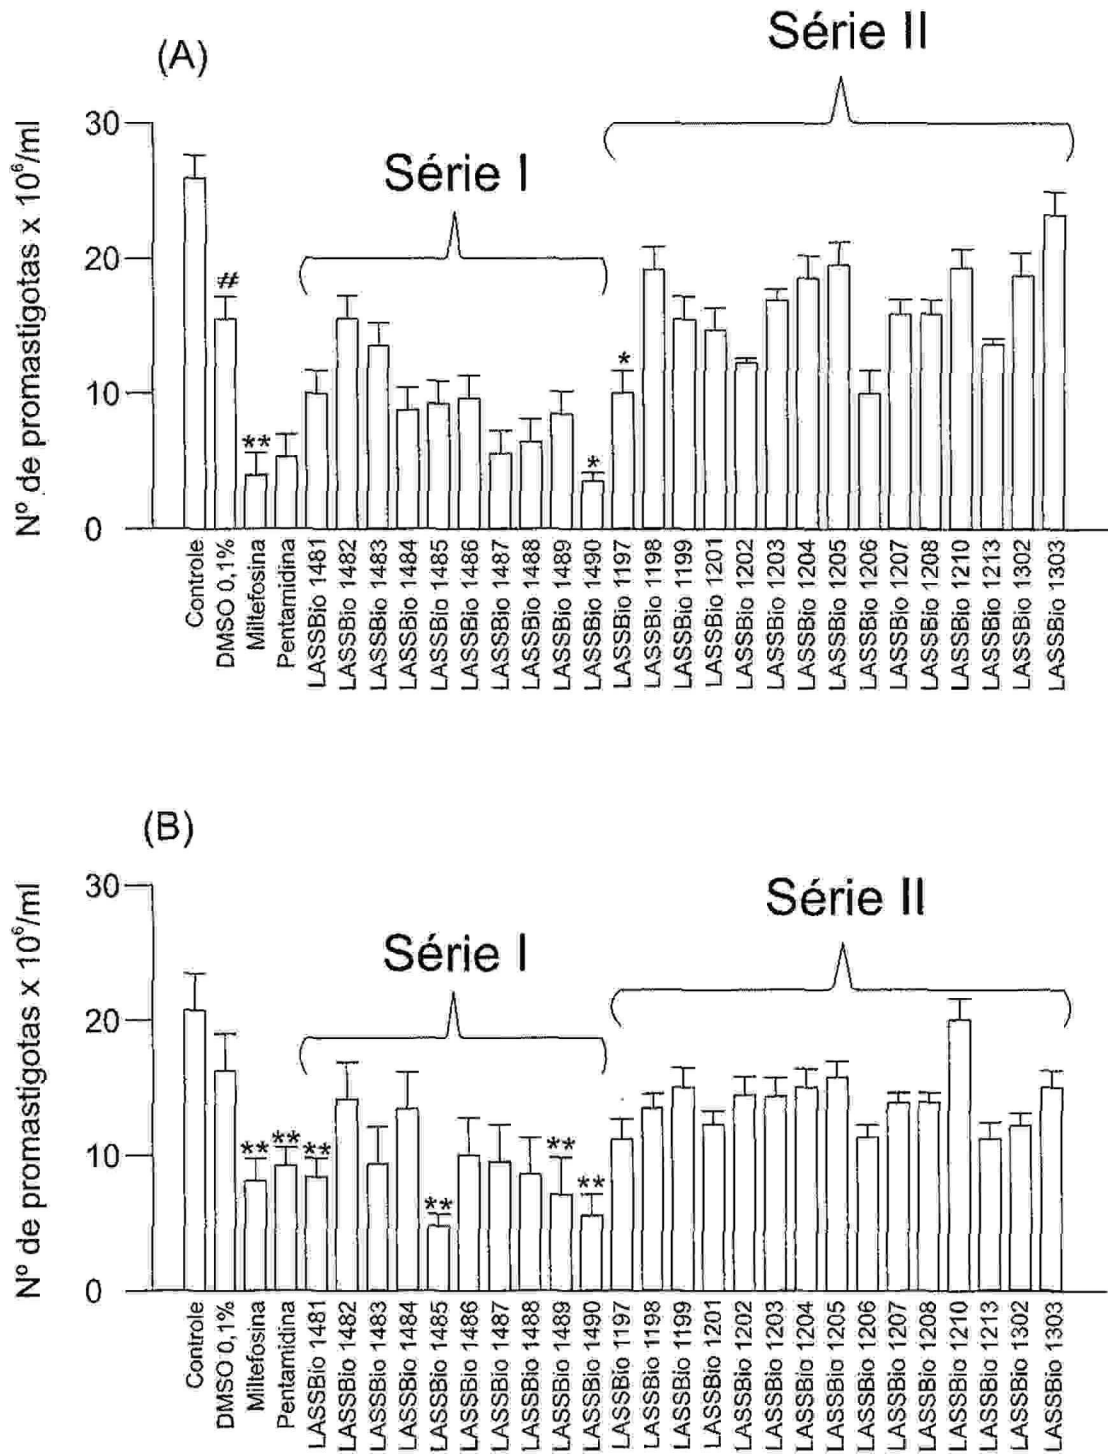 (A)
Série II
Série I
Nº de promastigotas x 10⁶/ml
30
20
10
0
#
**
*
*
Controle
DMSO 0,1%
Miltefosina
Pentamidina
LASSBio 1481
LASSBio 1482
LASSBio 1483
LASSBio 1484
LASSBio 1485
LASSBio 1486
LASSBio 1487
LASSBio 1488
LASSBio 1489
LASSBio 1490
LASSBio 1197
LASSBio 1198
LASSBio 1199
LASSBio 1201
LASSBio 1202
LASSBio 1203
LASSBio 1204
LASSBio 1205
LASSBio 1206
LASSBio 1207
LASSBio 1208
LASSBio 1210
LASSBio 1213
LASSBio 1302
LASSBio 1303
(B)
Série II
Série I
Nº de promastigotas x 10⁶/ml
30
20
10
0
**
**
**
**
**
**
Controle
DMSO 0,1%
Miltefosina
Pentamidina
LASSBio 1481
LASSBio 1482
LASSBio 1483
LASSBio 1484
LASSBio 1485
LASSBio 1486
LASSBio 1487
LASSBio 1488
LASSBio 1489
LASSBio 1490
LASSBio 1197
LASSBio 1198
LASSBio 1199
LASSBio 1201
LASSBio 1202
LASSBio 1203
LASSBio 1204
LASSBio 1205
LASSBio 1206
LASSBio 1207
LASSBio 1208
LASSBio 1210
LASSBio 1213
LASSBio 1302
LASSBio 1303